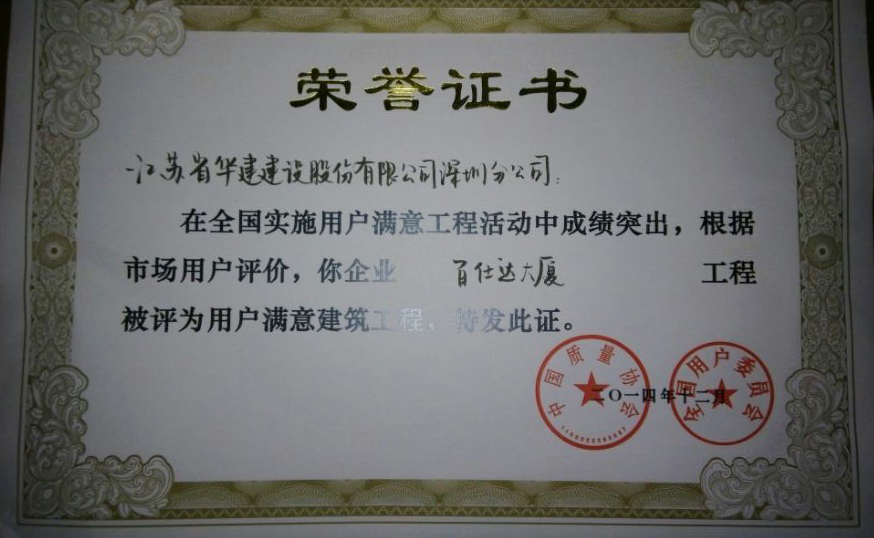 荣誉证书
江苏省华建建设股份有限公司深圳分公司：
在全国实施用户满意工程活动中成绩突出，根据
市场用户评价，你企业 百仕达大厦 工程
被评为用户满意建筑工程，特发此证。
中国质量协会
全国用户委员会
二〇一四年十二月